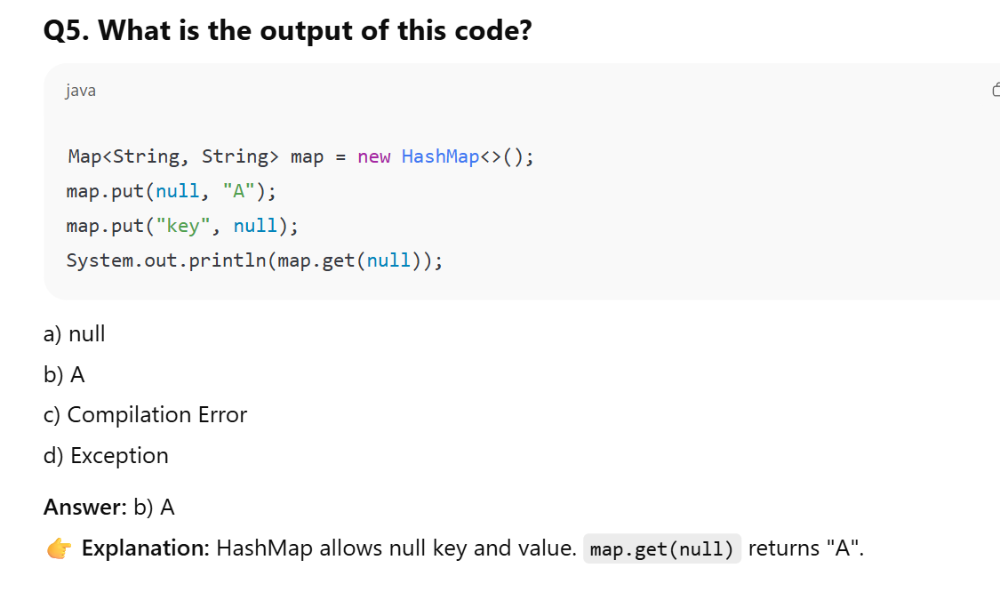 Q5. What is the output of this code?
java
Map<String, String> map = new HashMap<>();
map.put(null, "A");
map.put("key", null);
System.out.println(map.get(null));
a) null
b) A
c) Compilation Error
d) Exception
Answer: b) A
👉 Explanation: HashMap allows null key and value. map.get(null) returns "A".